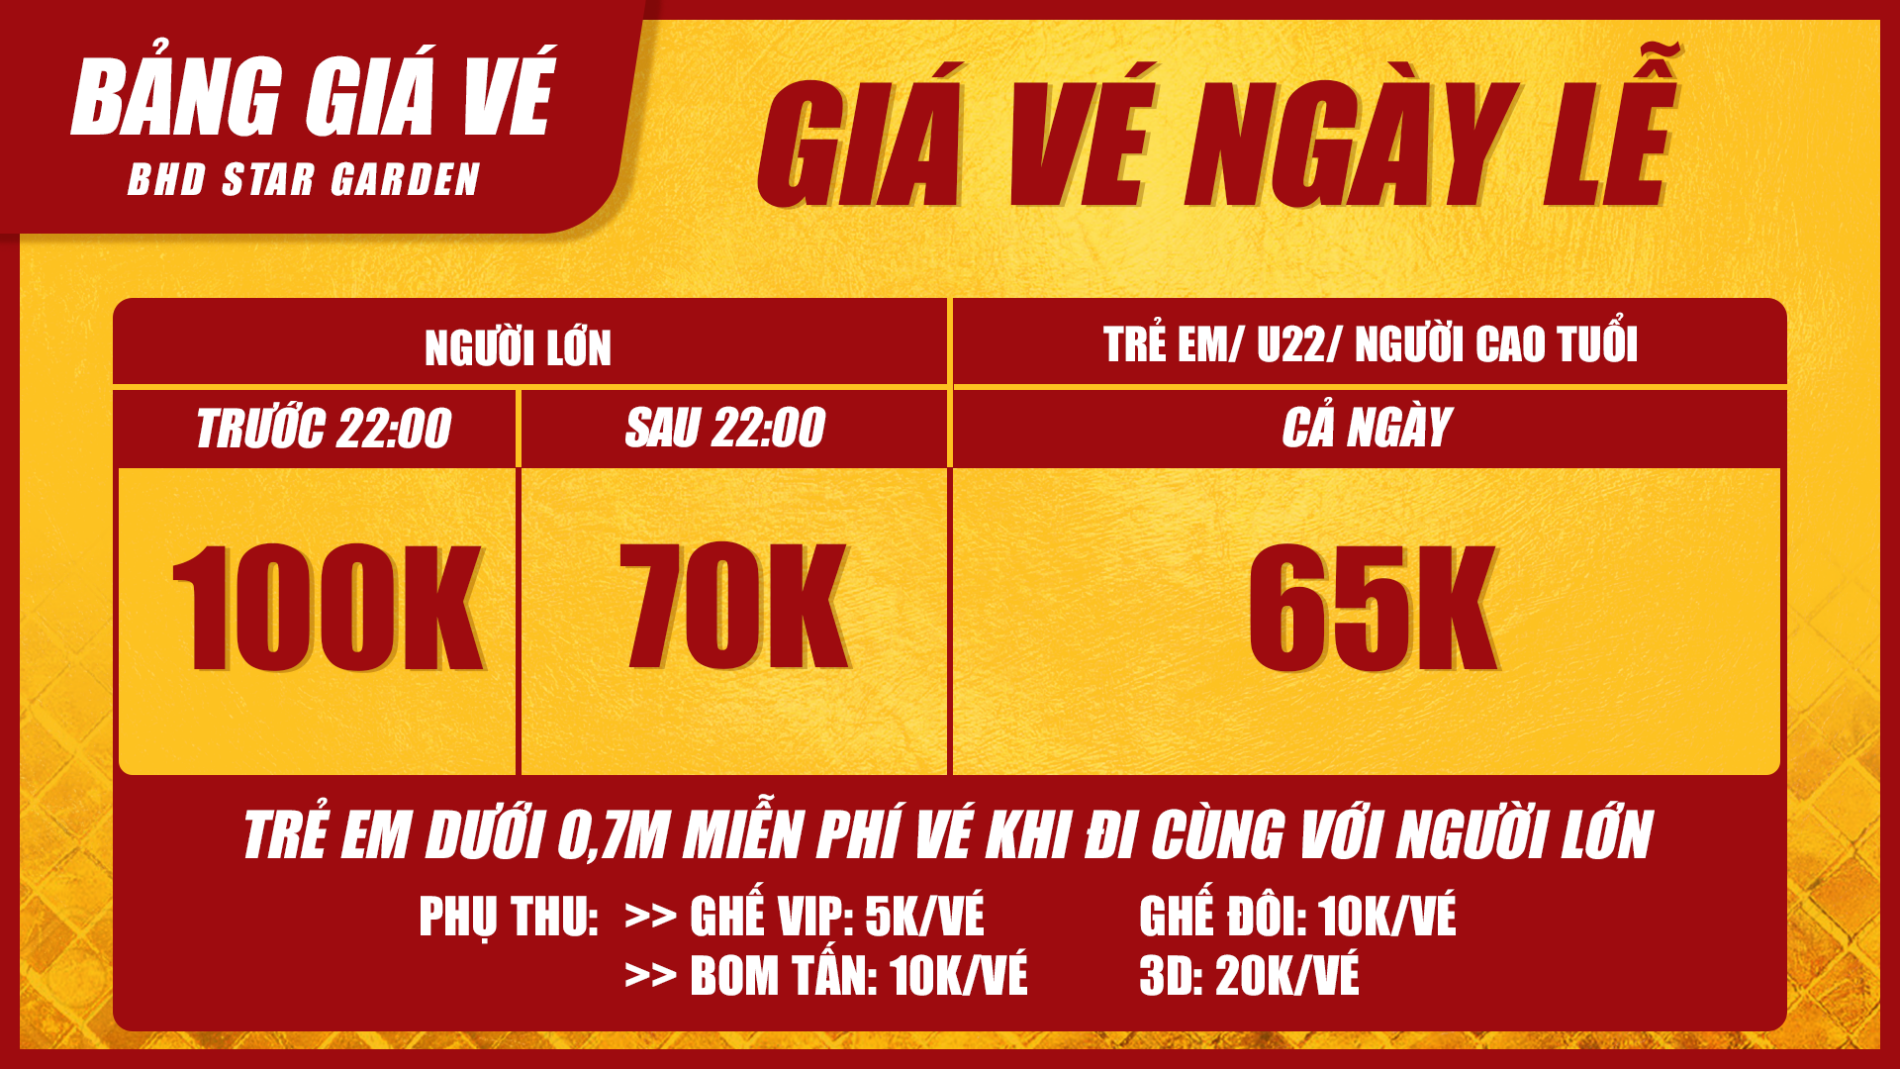 BẢNG GIÁ VÉ
BHD STAR GARDEN
GIÁ VÉ NGÀY LỄ
NGƯỜI LỚN
TRẺ EM/ U22/ NGƯỜI CAO TUỔI
TRƯỚC 22:00
SAU 22:00
CẢ NGÀY
100K
70K
65K
TRẺ EM DƯỚI 0,7M MIỄN PHÍ VÉ KHI ĐI CÙNG VỚI NGƯỜI LỚN
PHỤ THU: >> GHẾ VIP: 5K/VÉ GHẾ ĐÔI: 10K/VÉ
>> BOM TẤN: 10K/VÉ 3D: 20K/VÉ